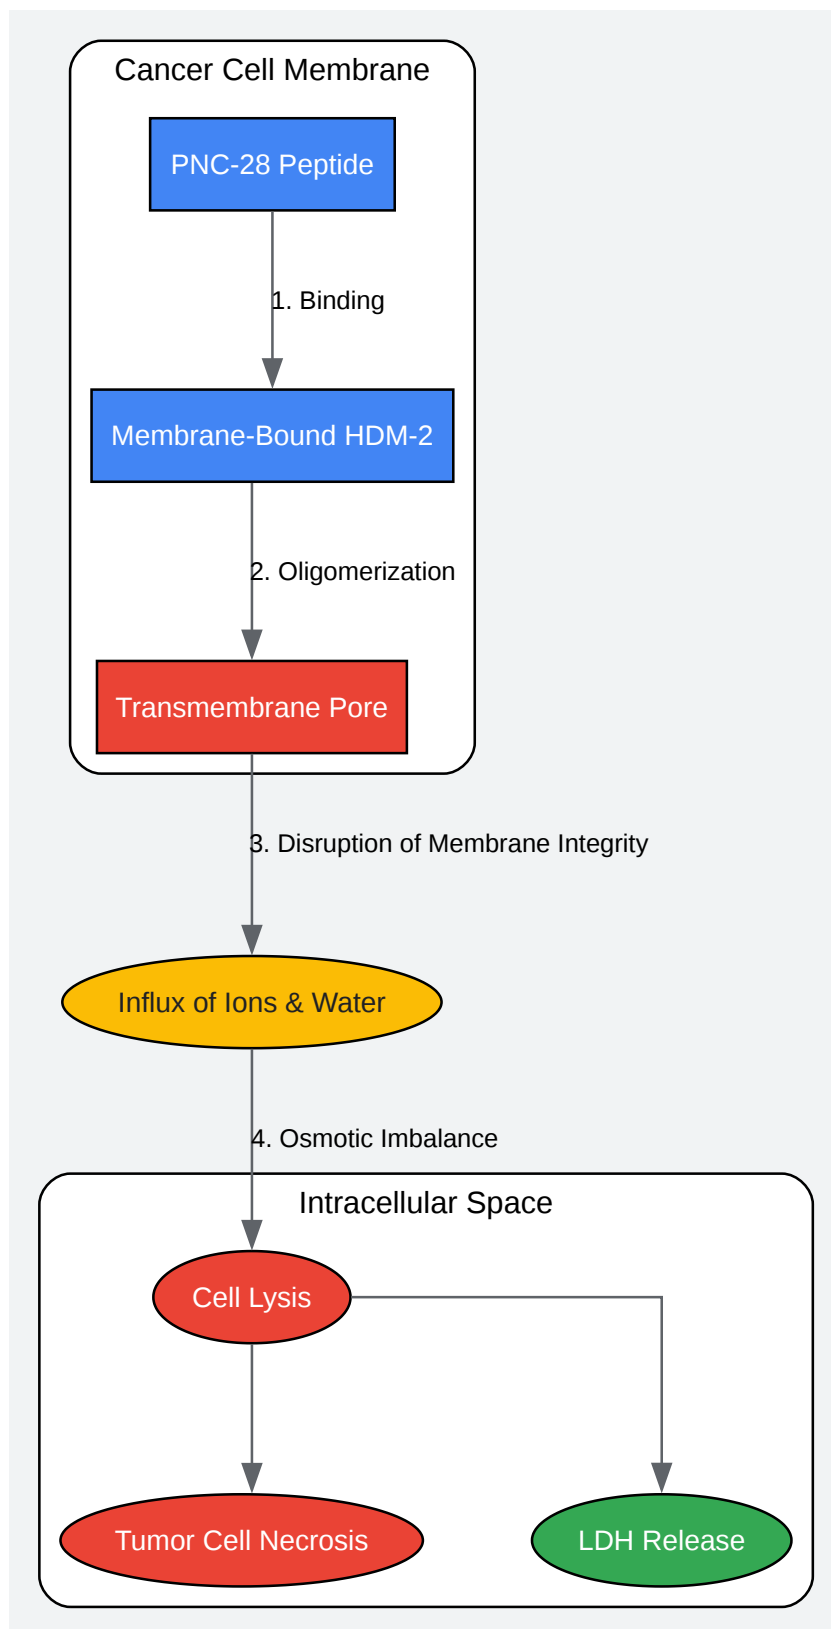 Cancer Cell Membrane
PNC-28 Peptide
1. Binding
Membrane-Bound HDM-2
2. Oligomerization
Transmembrane Pore
3. Disruption of Membrane Integrity
Influx of Ions & Water
4. Osmotic Imbalance
Intracellular Space
Cell Lysis
Tumor Cell Necrosis
LDH Release